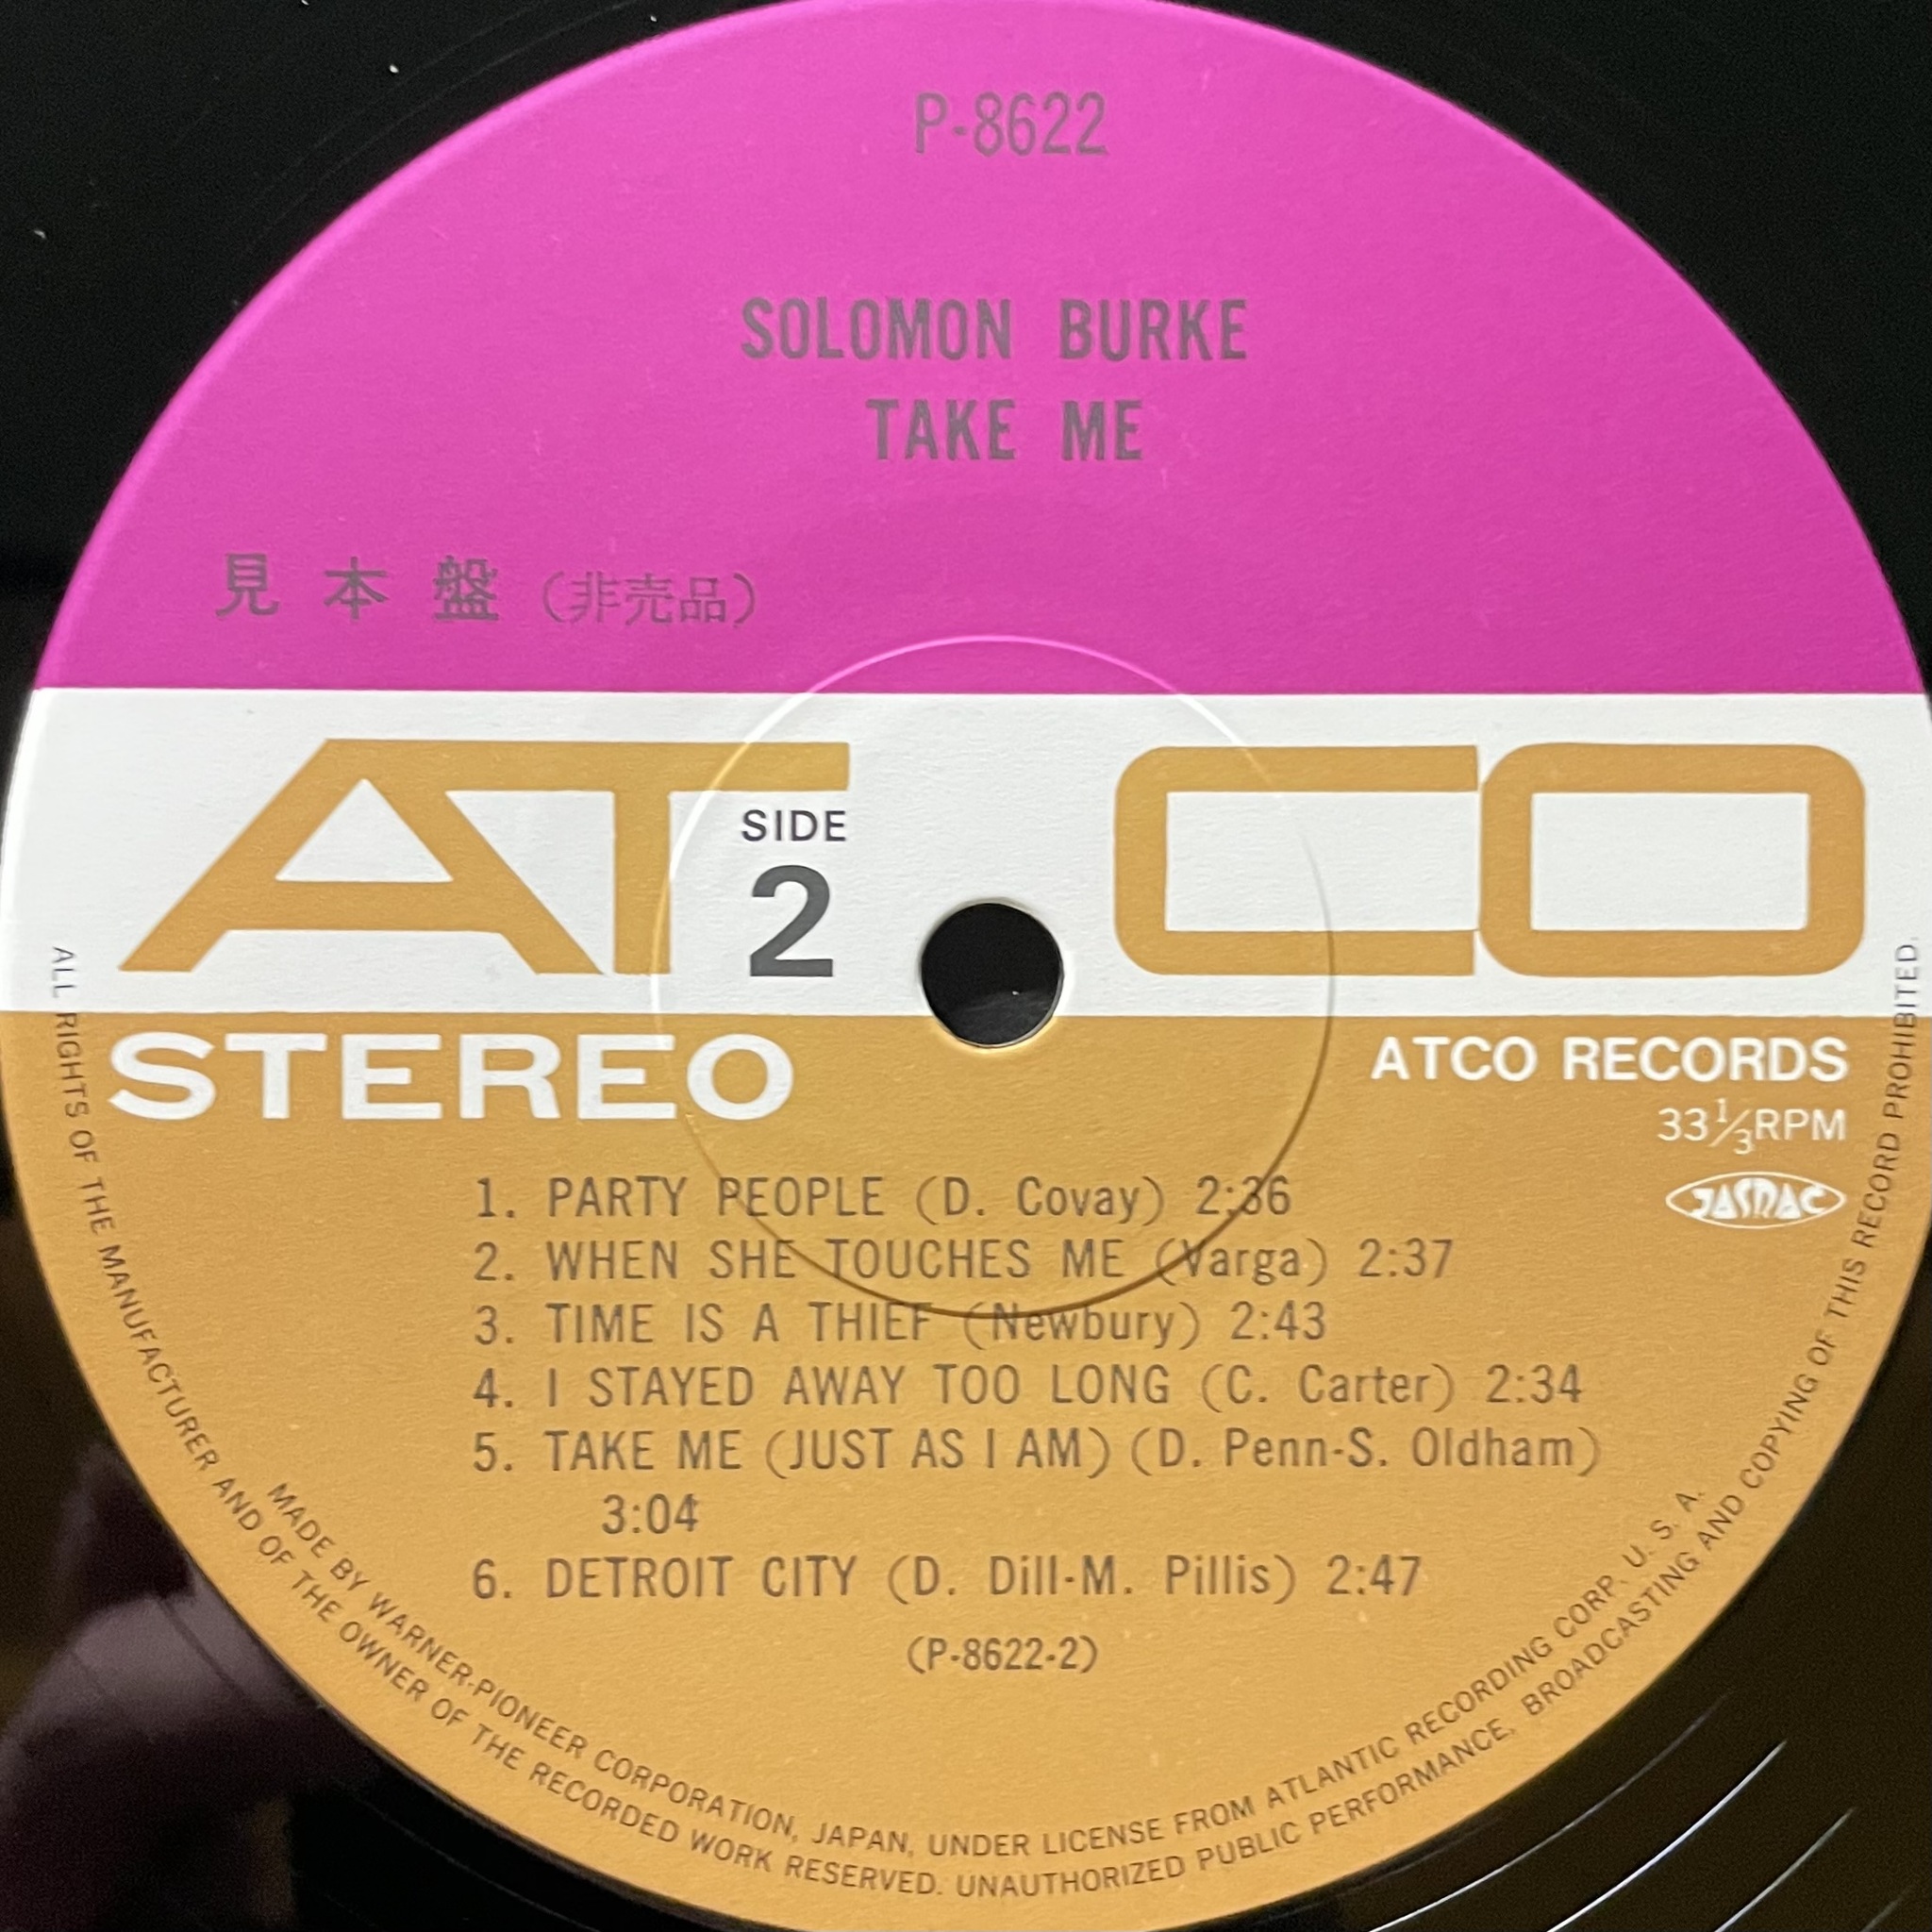 P-8622
SOLOMON BURKE
TAKE ME
見本盤（非売品）
ATCO
SIDE
2
STEREO
ATCO RECORDS
33⅓RPM
JASRAC
1. PARTY PEOPLE (D. Covay) 2:36
2. WHEN SHE TOUCHES ME (Varga) 2:37
3. TIME IS A THIEF (Newbury) 2:43
4. I STAYED AWAY TOO LONG (C. Carter) 2:34
5. TAKE ME (JUST AS I AM) (D. Penn-S. Oldham)
3:04
6. DETROIT CITY (D. Dill-M. Pillis) 2:47
(P-8622-2)
MADE BY WARNER-PIONEER CORPORATION, JAPAN, UNDER LICENSE FROM ATLANTIC RECORDING CORP. U. S. A.
ALL RIGHTS OF THE MANUFACTURER AND OF THE OWNER OF THE RECORDED WORK RESERVED. UNAUTHORIZED PUBLIC PERFORMANCE, BROADCASTING AND COPYING OF THIS RECORD PROHIBITED.